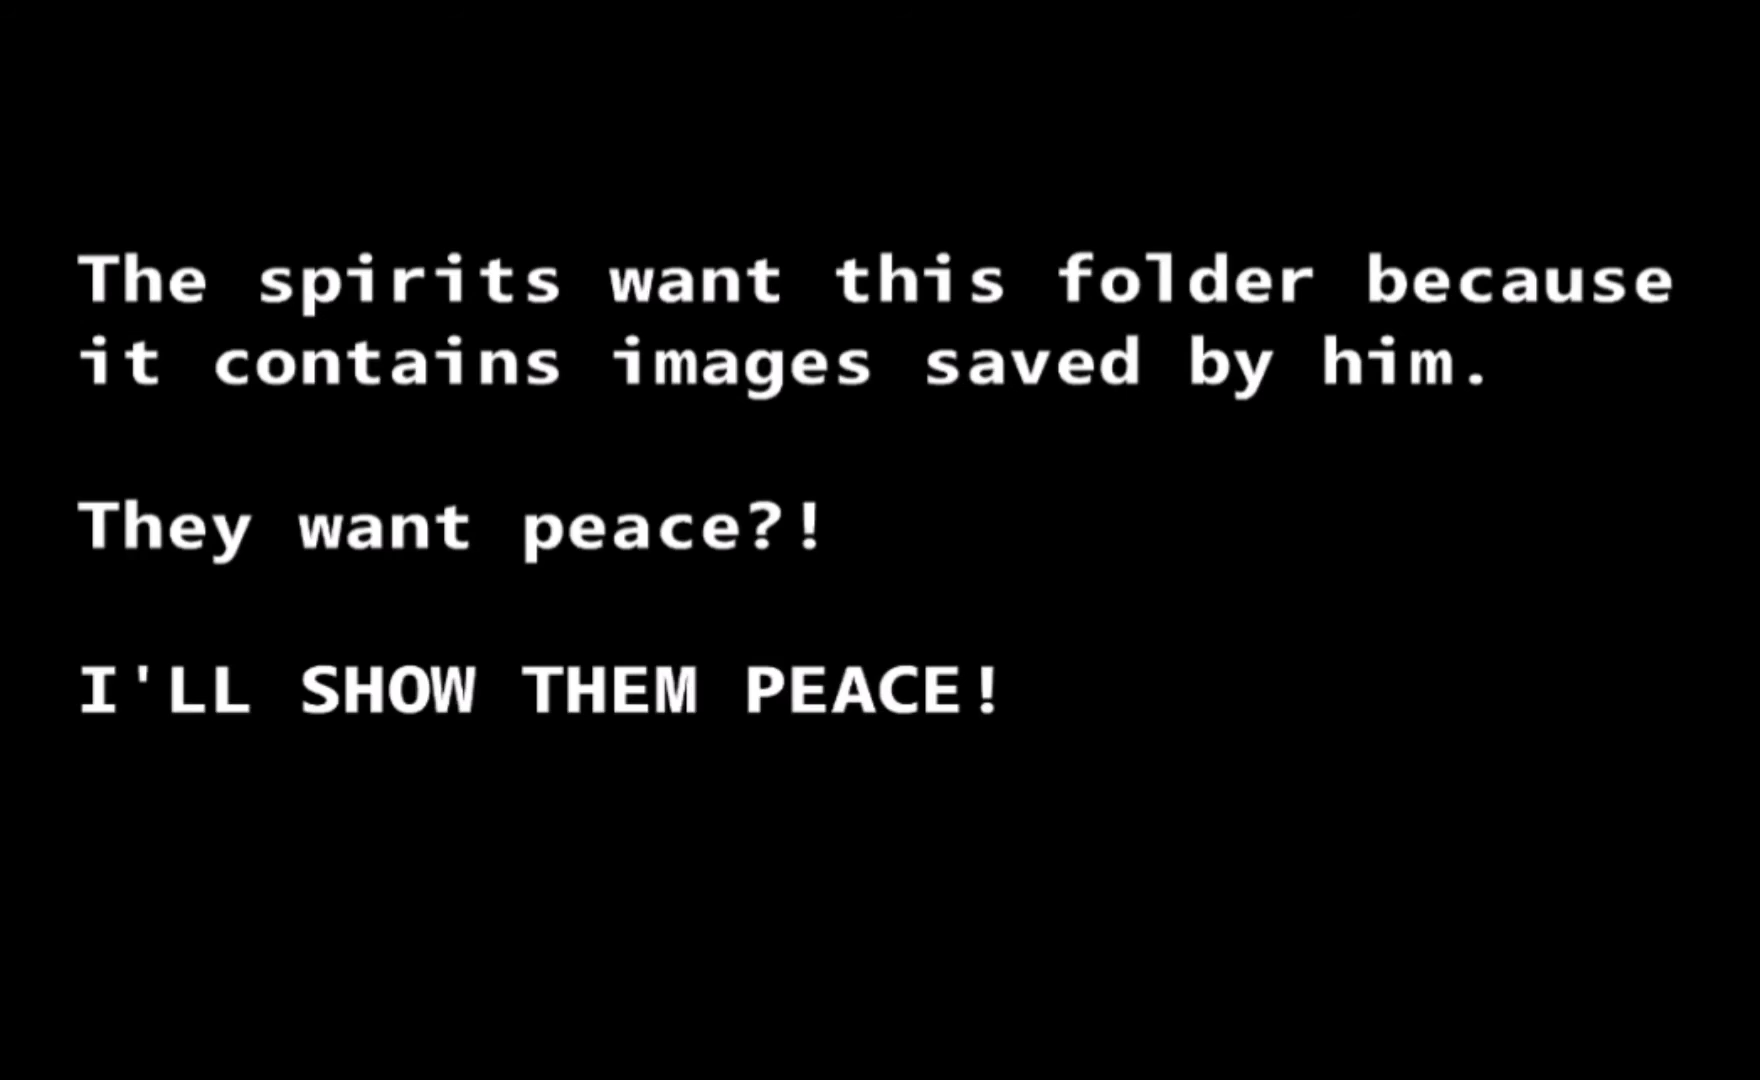 The spirits want this folder because
it contains images saved by him.
They want peace?!
I'LL SHOW THEM PEACE!